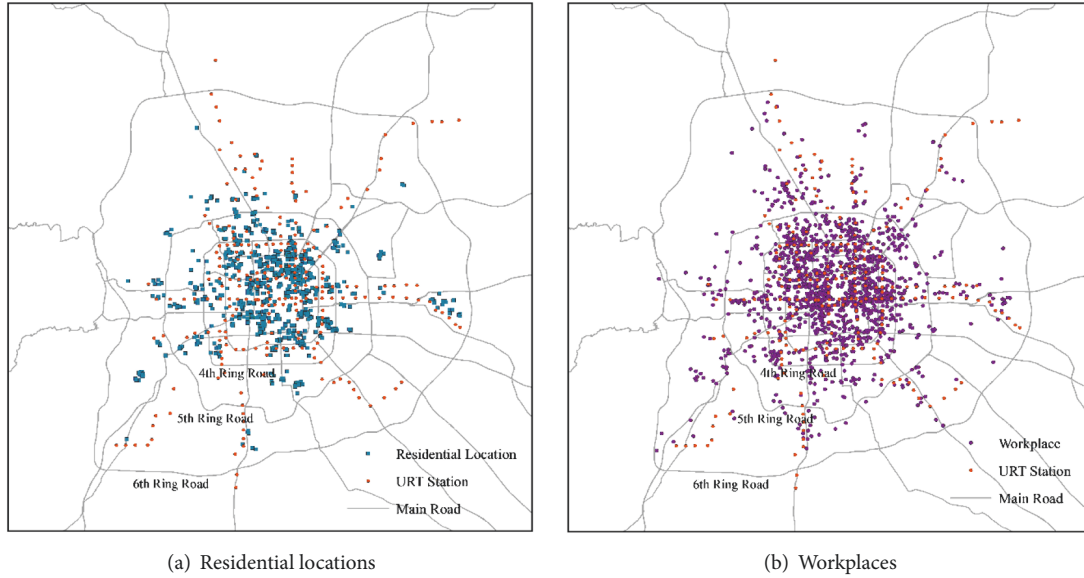 4th Ring Road
5th Ring Road
6th Ring Road
Residential Location
URT Station
Main Road
(a) Residential locations
4th Ring Road
5th Ring Road
6th Ring Road
Workplace
URT Station
Main Road
(b) Workplaces